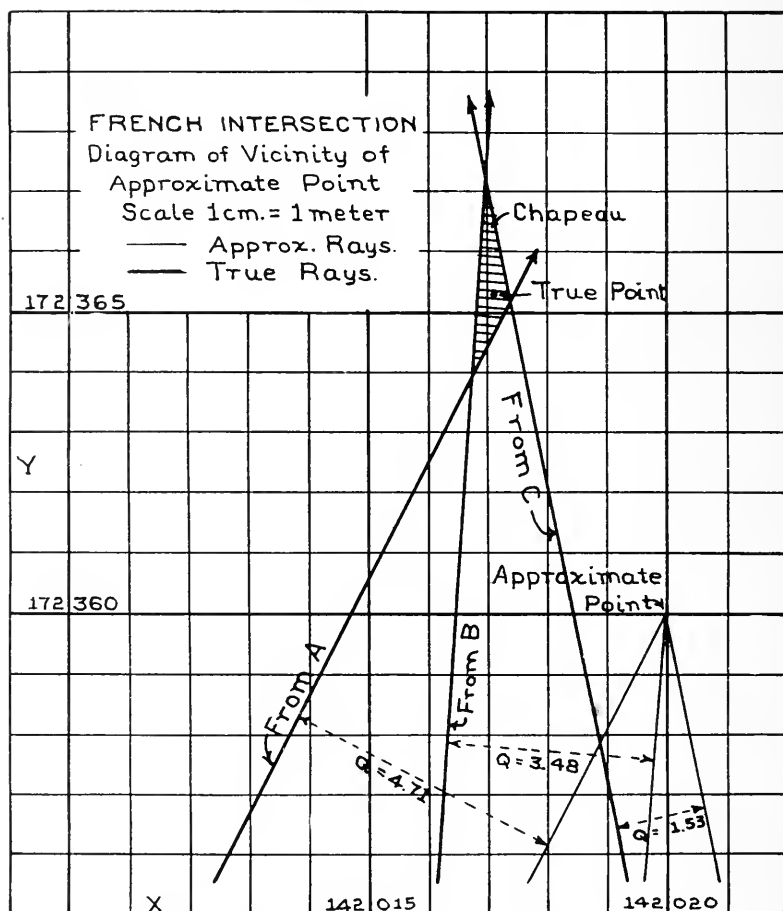 FRENCH INTERSECTION
Diagram of Vicinity of
Approximate Point
Scale 1cm.= 1 meter
Approx. Rays.
True Rays.
Chapeau
True Point
172 365
From C
Y
Approximate
Point
172 360
From A
From B
Q = 4.71
Q = 3.48
Q = 1.53
X
142 015
142 020